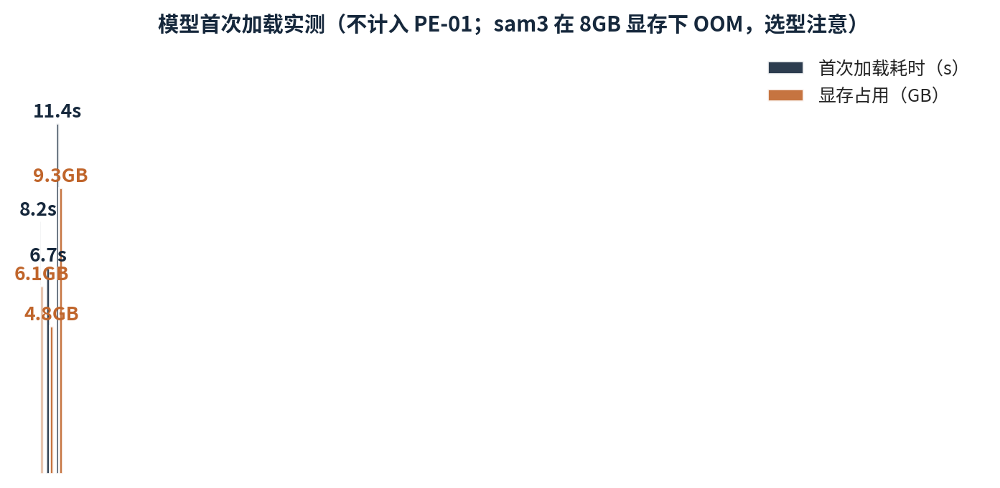 模型首次加载实测（不计入 PE-01；sam3 在 8GB 显存下 OOM，选型注意）
首次加载耗时（s）
显存占用（GB）
11.4s
9.3GB
8.2s
6.7s
6.1GB
4.8GB